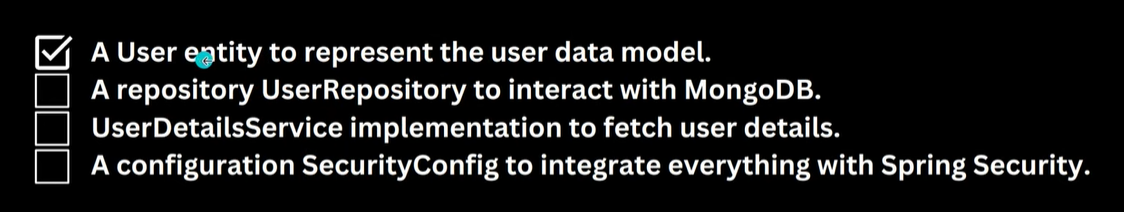 A User entity to represent the user data model.
A repository UserRepository to interact with MongoDB.
UserDetailsService implementation to fetch user details.
A configuration SecurityConfig to integrate everything with Spring Security.